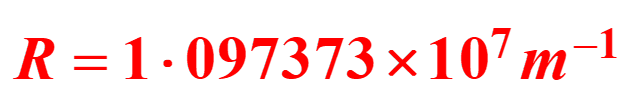 R = 1·097373×10⁷ m⁻¹